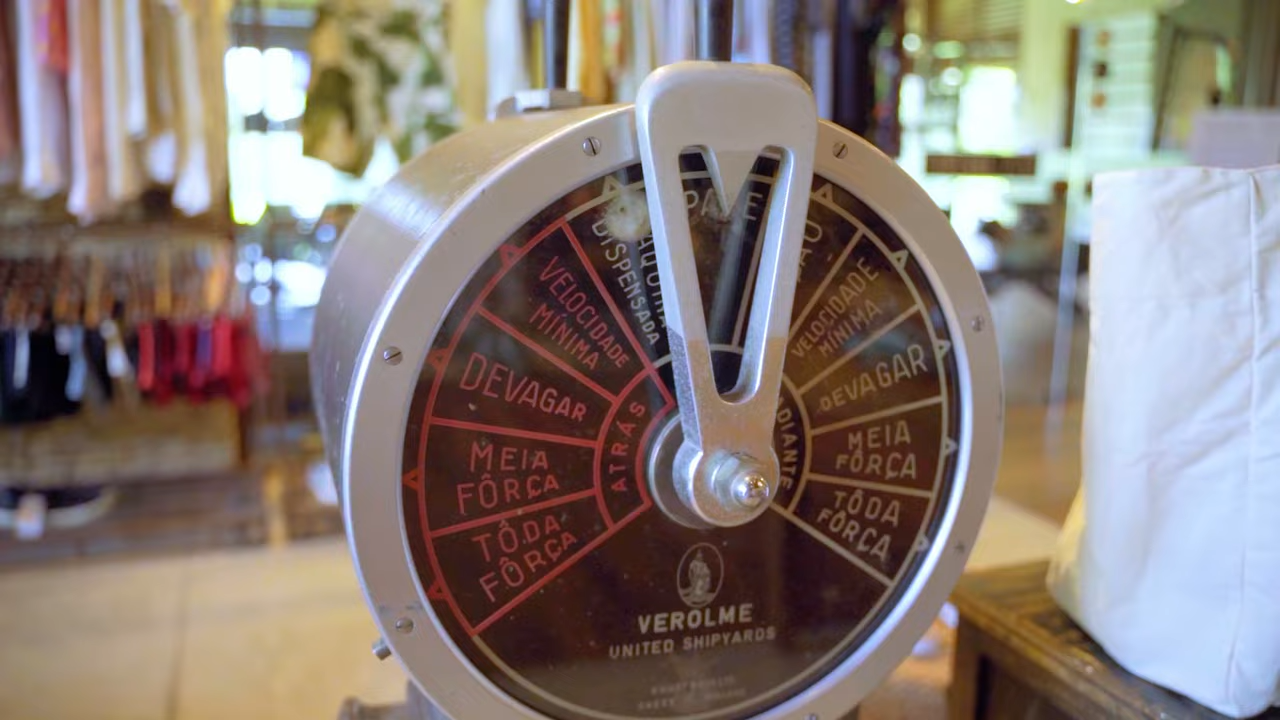 DISPENSADA
VELOCIDADE
MÍNIMA
DEVAGAR
MEIA
FÔRÇA
TÔDA
FÔRÇA
ATRÁS
VELOCIDADE
MÍNIMA
DEVAGAR
MEIA
FÔRÇA
TÔDA
FÔRÇA
ADIANTE
VEROLME
UNITED SHIPYARDS